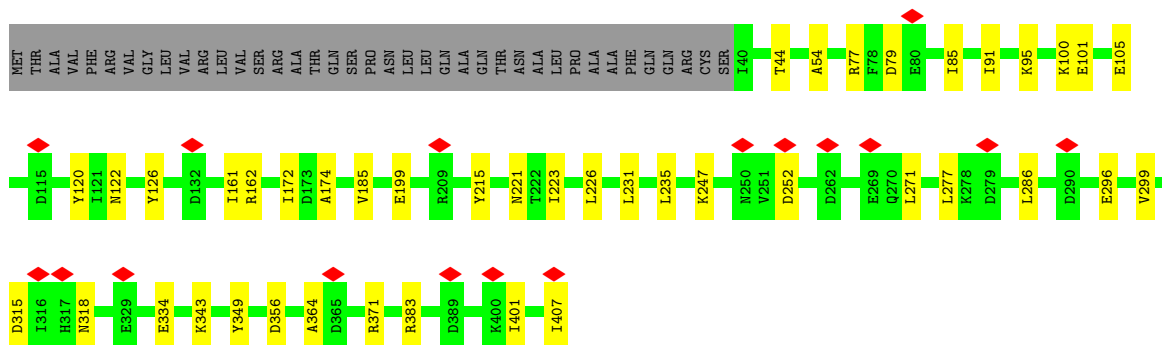 MET THR ALA VAL PHE ARG VAL GLY LEU VAL ARG LEU VAL SER ARG ALA THR GLN SER PRO ASN LEU LEU GLN ALA GLN THR ASN ALA LEU PRO ALA ALA PHE GLN GLN ARG CYS SER I40 T44 A54 R77 F78 D79 E80 I85 I91 K95 K100 E101 E105
D115 Y120 I121 N122 Y126 D132 I161 R162 I172 D173 A174 V185 E199 R209 Y215 N221 T222 I223 L226 L231 L235 K247 N250 V251 D252 D262 E269 Q270 L271 L277 K278 D279 L286 D290 E296 V299
D315 I316 H317 N318 E329 E334 K343 Y349 D356 A364 D365 R371 R383 D389 K400 I401 I407